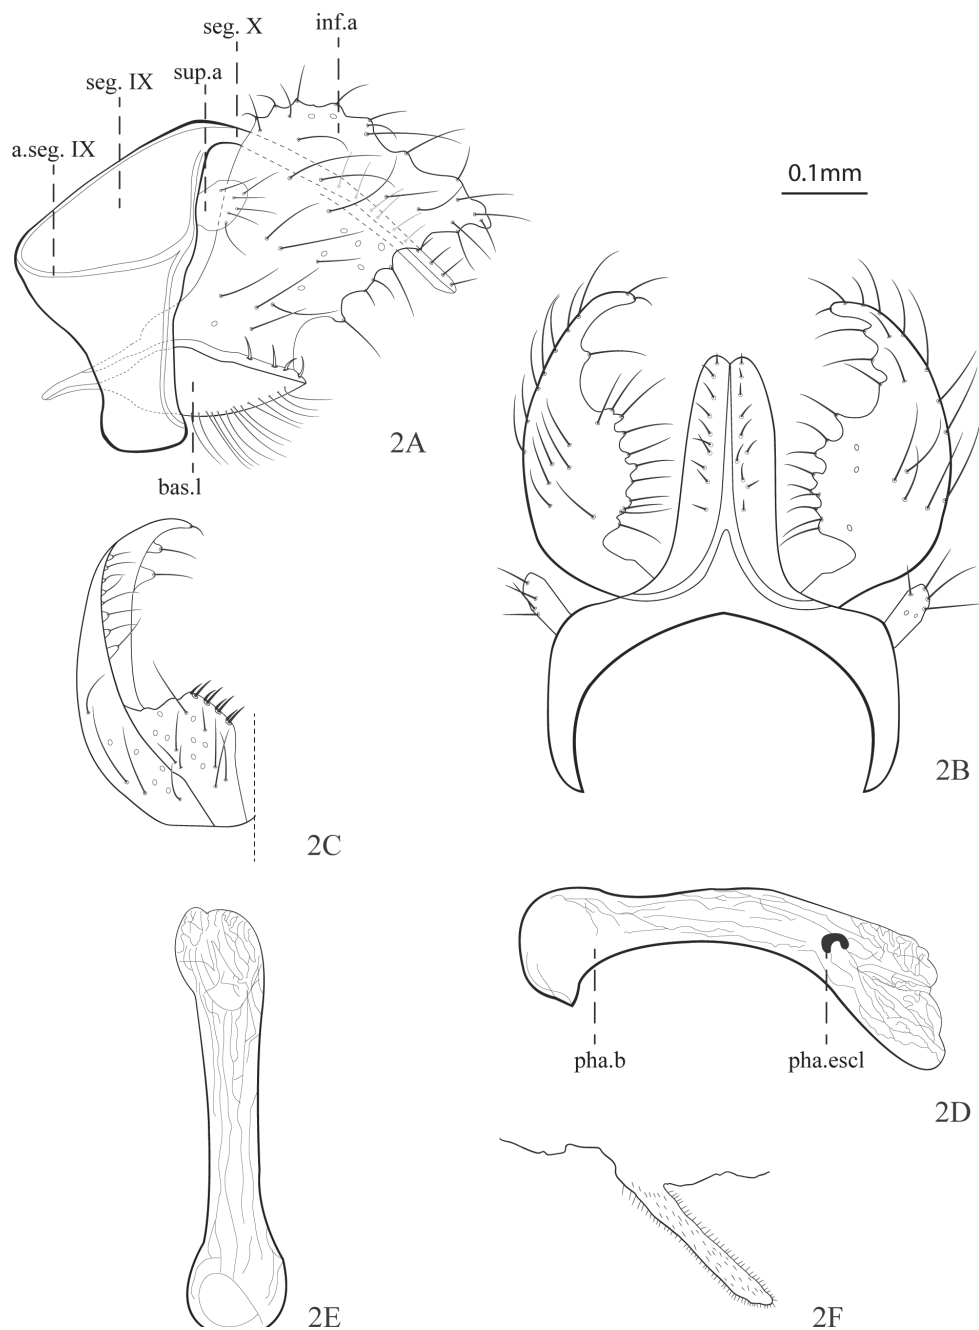 seg. X
inf.a
seg. IX
sup.a
a.seg. IX
0.1mm
2A
bas.l
2B
2C
pha.b
pha.escl
2D
2E
2F